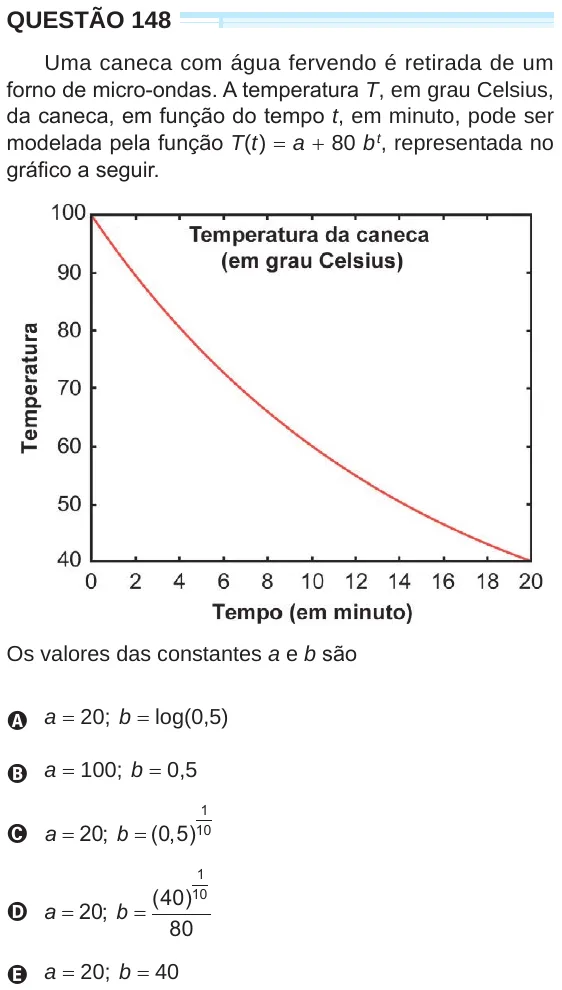 QUESTÃO 148
Uma caneca com água fervendo é retirada de um
forno de micro-ondas. A temperatura T, em grau Celsius,
da caneca, em função do tempo t, em minuto, pode ser
modelada pela função T(t) = a + 80 bᵗ, representada no
gráfico a seguir.
Temperatura da caneca
(em grau Celsius)
Temperatura
100
90
80
70
60
50
40
0 2 4 6 8 10 12 14 16 18 20
Tempo (em minuto)
Os valores das constantes a e b são
A a = 20; b = log(0,5)
B a = 100; b = 0,5
C a = 20; b = (0,5)^(1/10)
D a = 20; b = (40)^(1/10) / 80
E a = 20; b = 40